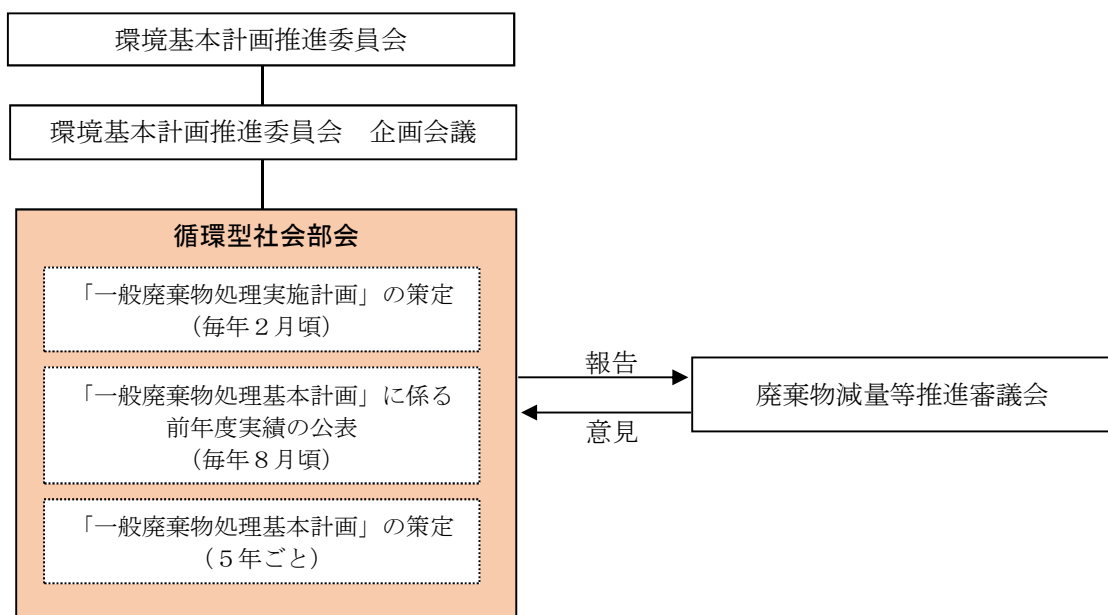 環境基本計画推進委員会
環境基本計画推進委員会　企画会議
循環型社会部会
「一般廃棄物処理実施計画」の策定
（毎年２月頃）
「一般廃棄物処理基本計画」に係る
前年度実績の公表
（毎年８月頃）
「一般廃棄物処理基本計画」の策定
（５年ごと）
報告
意見
廃棄物減量等推進審議会